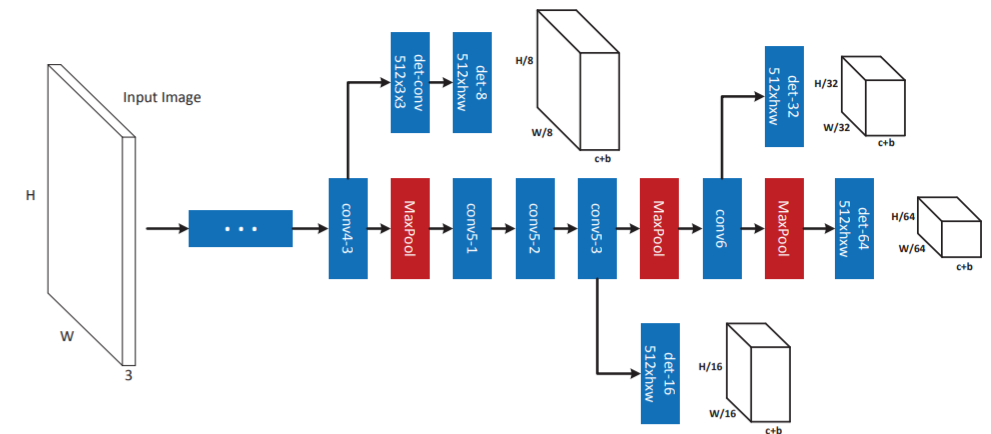 Input Image
H
W
3
• • •
conv4-3
MaxPool
conv5-1
conv5-2
conv5-3
MaxPool
conv6
MaxPool
det-64
512xhxw
det-conv
512x3x3
det-8
512xhxw
H/8
W/8
c+b
det-32
512xhxw
H/32
W/32
c+b
H/64
W/64
c+b
det-16
512xhxw
H/16
W/16
c+b